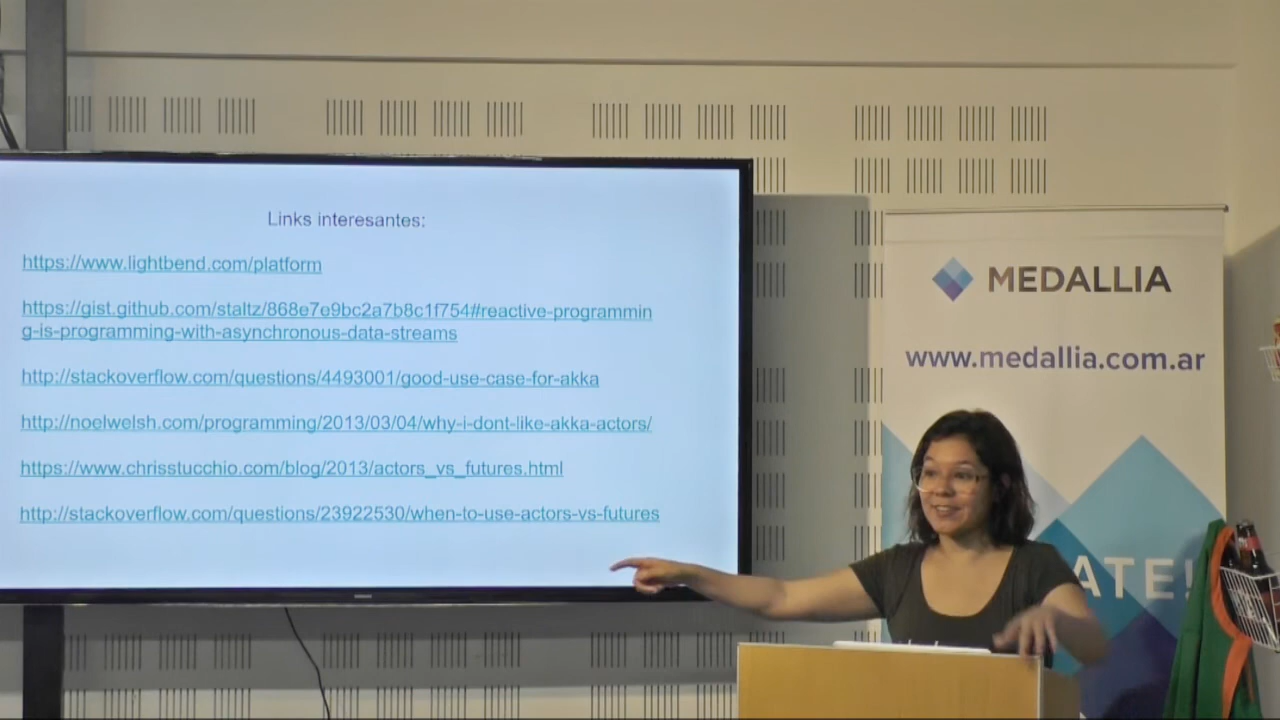 Links interesantes:
https://www.lightbend.com/platform
https://gist.github.com/staltz/868e7e9bc2a7b8c1f754#reactive-programmin
g-is-programming-with-asynchronous-data-streams
http://stackoverflow.com/questions/4493001/good-use-case-for-akka
http://noelwelsh.com/programming/2013/03/04/why-i-dont-like-akka-actors/
https://www.chrisstucchio.com/blog/2013/actors_vs_futures.html
http://stackoverflow.com/questions/23922530/when-to-use-actors-vs-futures
MEDALLIA
www.medallia.com.ar
ATE!